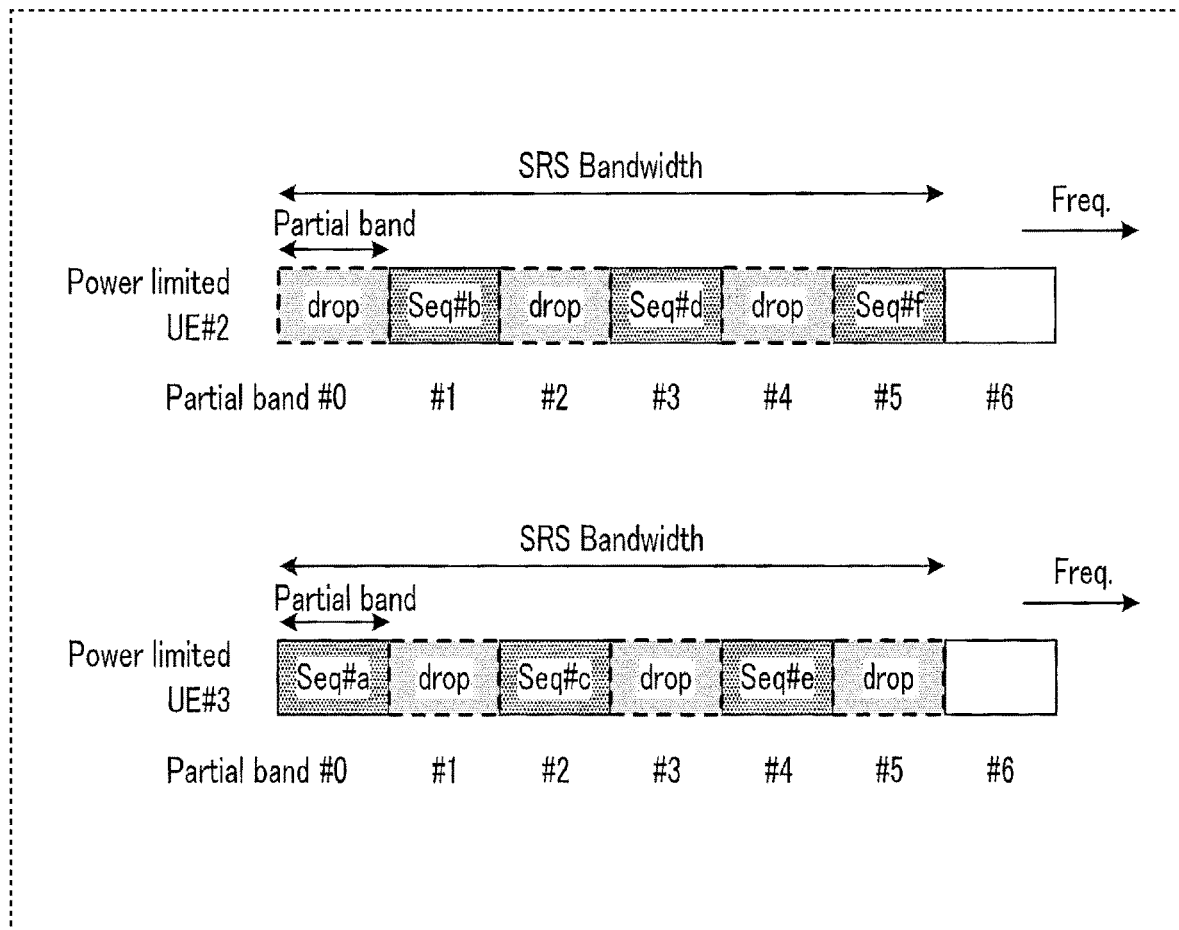 SRS Bandwidth
Freq.
Partial band
Power limited
UE#2
drop Seq#b drop Seq#d drop Seq#f
Partial band #0 #1 #2 #3 #4 #5 #6
SRS Bandwidth
Freq.
Partial band
Power limited
UE#3
Seq#a drop Seq#c drop Seq#e drop
Partial band #0 #1 #2 #3 #4 #5 #6